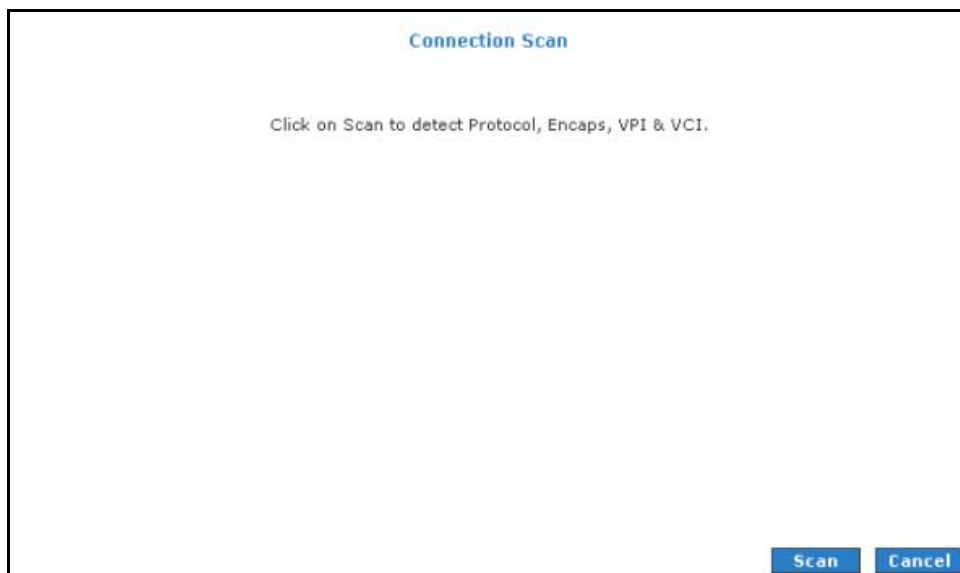 Connection Scan
Click on Scan to detect Protocol, Encaps, VPI & VCI.
Scan Cancel